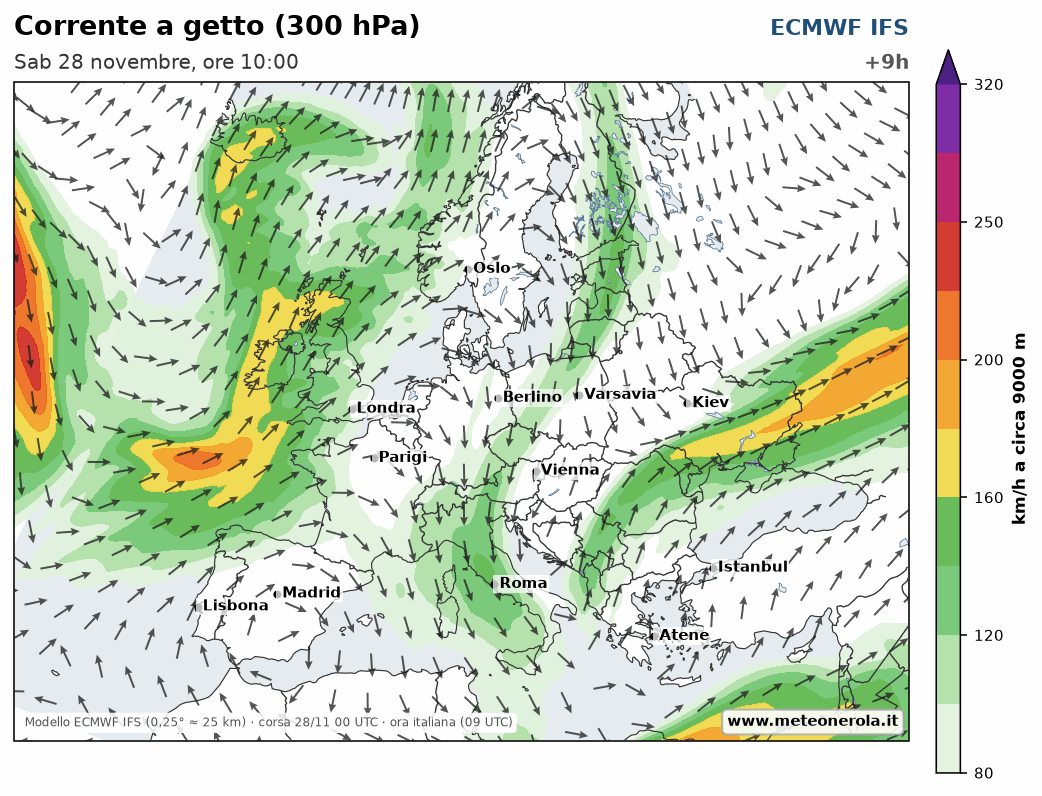 Corrente a getto (300 hPa)
ECMWF IFS
Sab 28 novembre, ore 10:00
+9h
320
250
200
160
120
80
km/h a circa 9000 m
Oslo
Berlino
Varsavia
Kiev
Londra
Parigi
Vienna
Roma
Istanbul
Madrid
Lisbona
Atene
Modello ECMWF IFS (0,25° ≈ 25 km) · corsa 28/11 00 UTC · ora italiana (09 UTC)
www.meteonerola.it